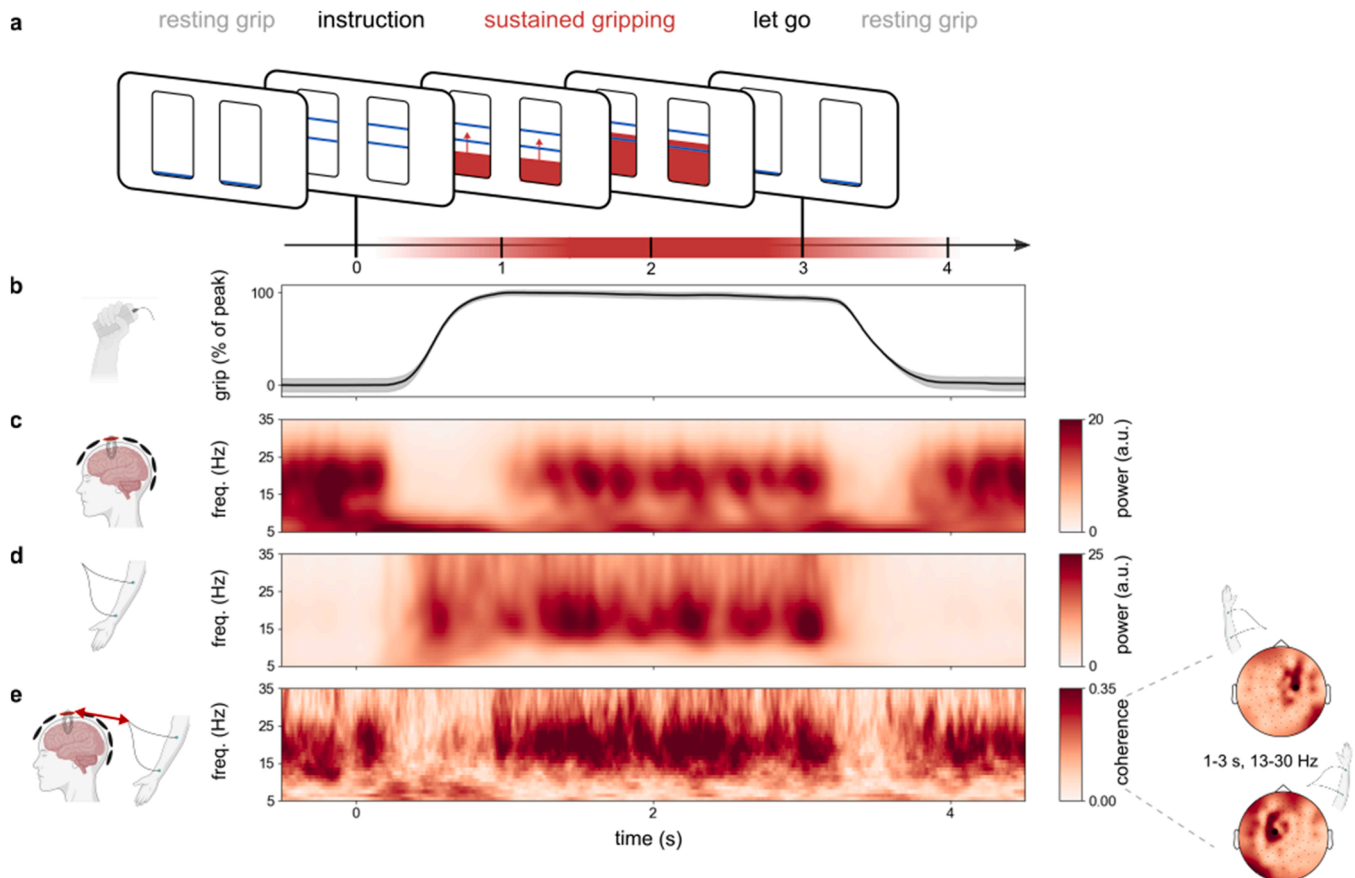 a
resting grip
instruction
sustained gripping
let go
resting grip
0
1
2
3
4
b
grip (% of peak)
100
0
c
freq. (Hz)
35
25
15
5
20
0
power (a.u.)
d
freq. (Hz)
35
25
15
5
25
0
power (a.u.)
e
freq. (Hz)
35
25
15
5
0.35
0.00
coherence
1-3 s, 13-30 Hz
0
2
4
time (s)